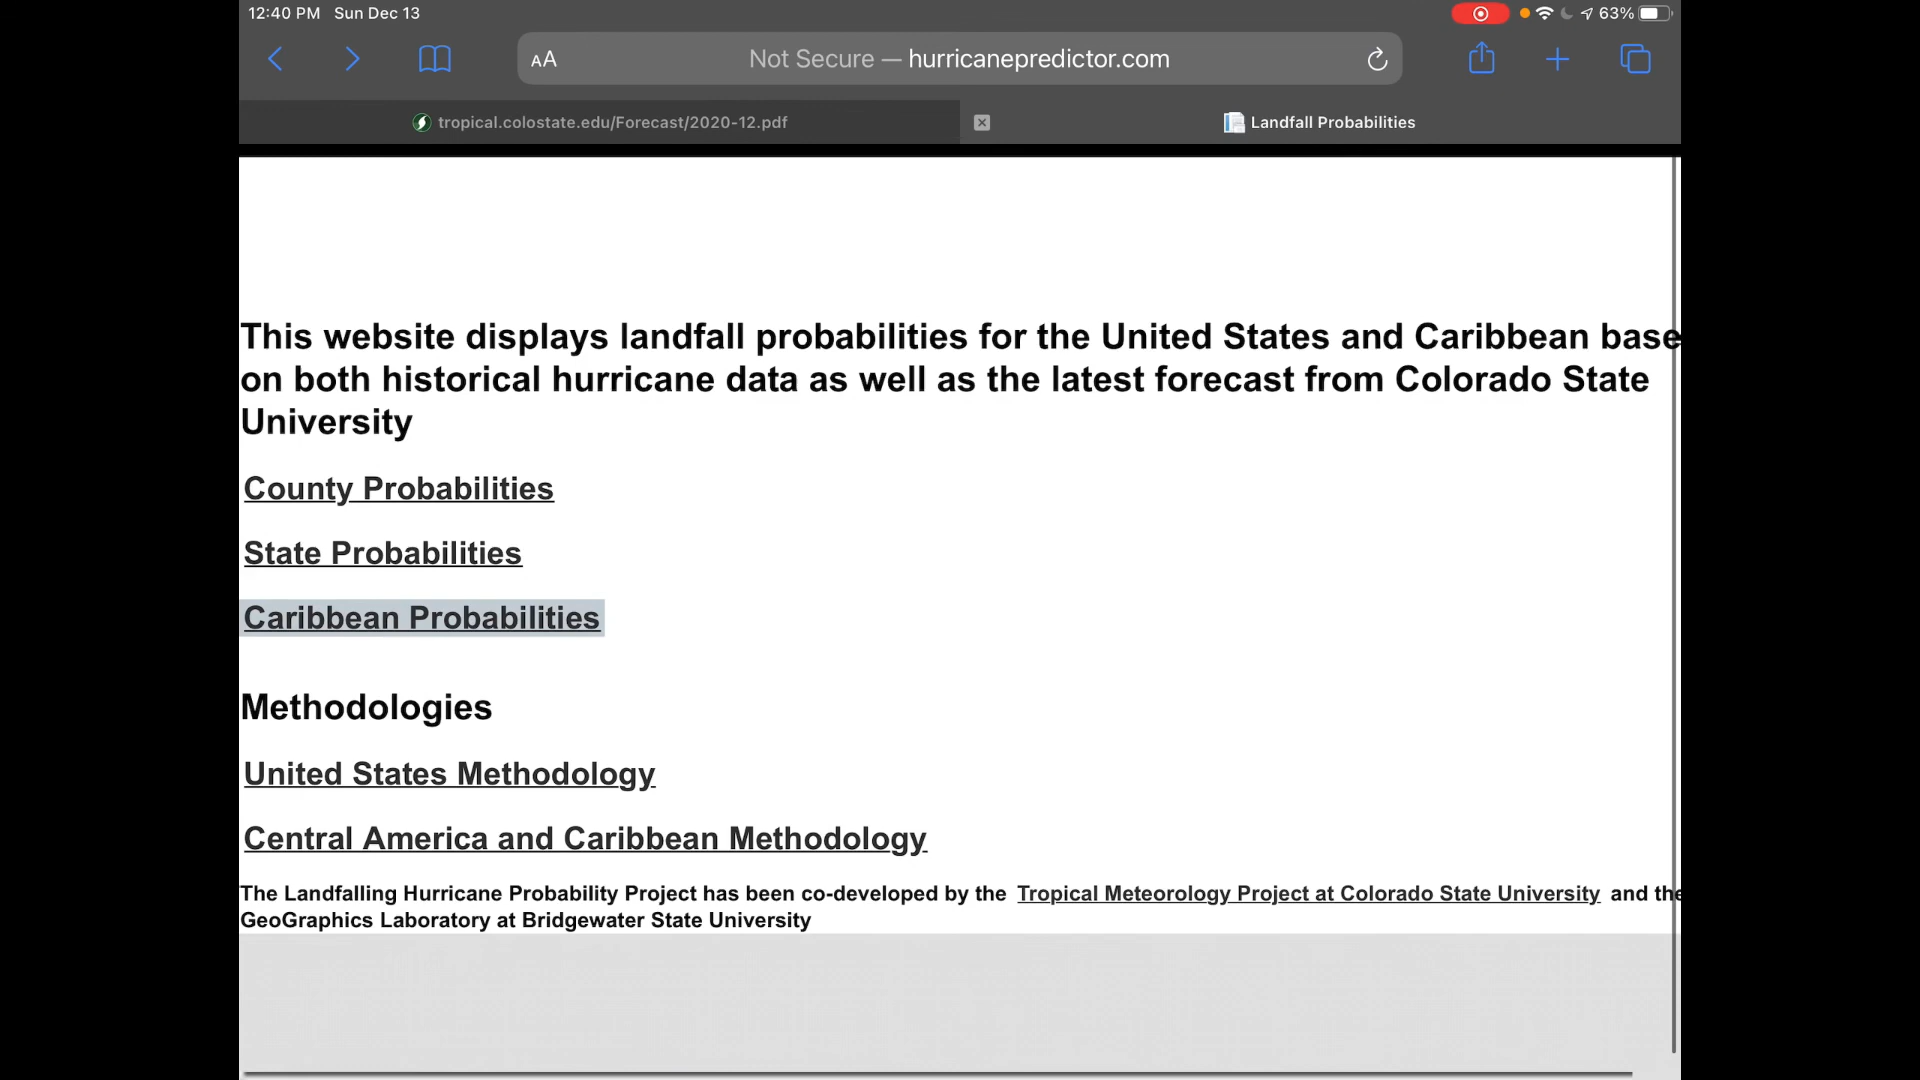 12:40 PM Sun Dec 13
63%
AA
Not Secure — hurricanepredictor.com
tropical.colostate.edu/Forecast/2020-12.pdf
Landfall Probabilities
This website displays landfall probabilities for the United States and Caribbean base
on both historical hurricane data as well as the latest forecast from Colorado State
University
County Probabilities
State Probabilities
Caribbean Probabilities
Methodologies
United States Methodology
Central America and Caribbean Methodology
The Landfalling Hurricane Probability Project has been co-developed by the Tropical Meteorology Project at Colorado State University and the
GeoGraphics Laboratory at Bridgewater State University